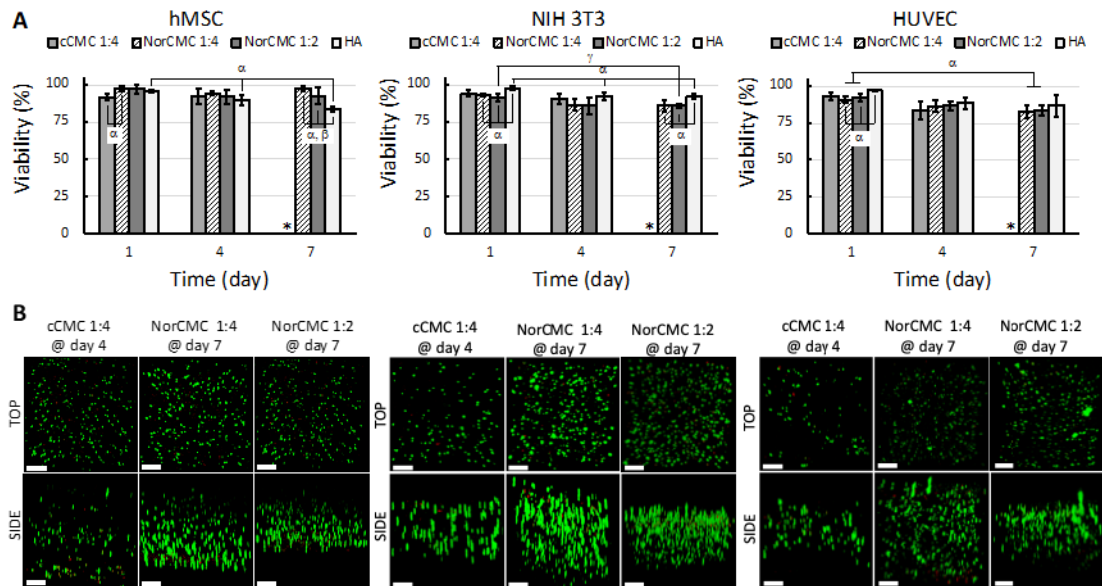 A
hMSC
NIH 3T3
HUVEC
cCMC 1:4 NorCMC 1:4 NorCMC 1:2 HA
cCMC 1:4 NorCMC 1:4 NorCMC 1:2 HA
cCMC 1:4 NorCMC 1:4 NorCMC 1:2 HA
Viability (%)
100
75
50
25
0
α
α
α, β
*
1 4 7
Time (day)
Viability (%)
100
75
50
25
0
γ
α
α
α
*
1 4 7
Time (day)
Viability (%)
100
75
50
25
0
α
α
*
1 4 7
Time (day)
B
cCMC 1:4
@ day 4
NorCMC 1:4
@ day 7
NorCMC 1:2
@ day 7
cCMC 1:4
@ day 4
NorCMC 1:4
@ day 7
NorCMC 1:2
@ day 7
cCMC 1:4
@ day 4
NorCMC 1:4
@ day 7
NorCMC 1:2
@ day 7
TOP
SIDE
TOP
SIDE
TOP
SIDE